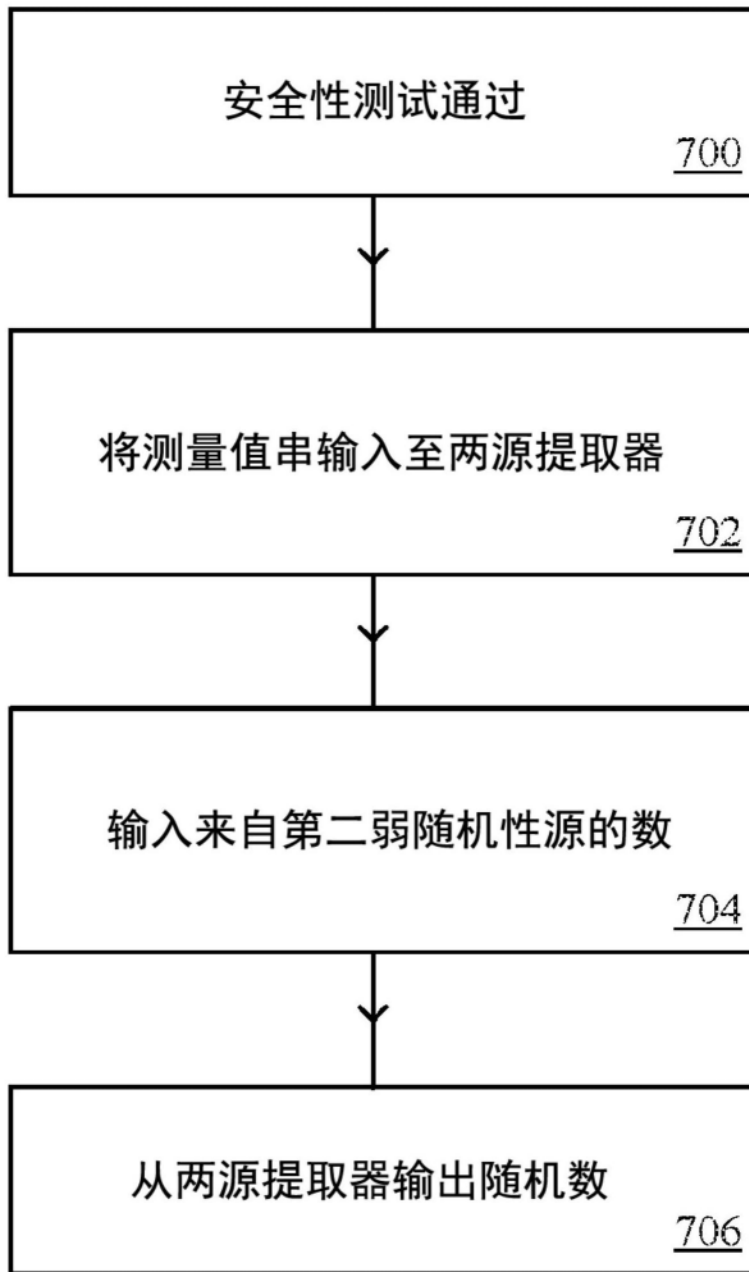 安全性测试通过
700
将测量值串输入至两源提取器
702
输入来自第二弱随机性源的数
704
从两源提取器输出随机数
706